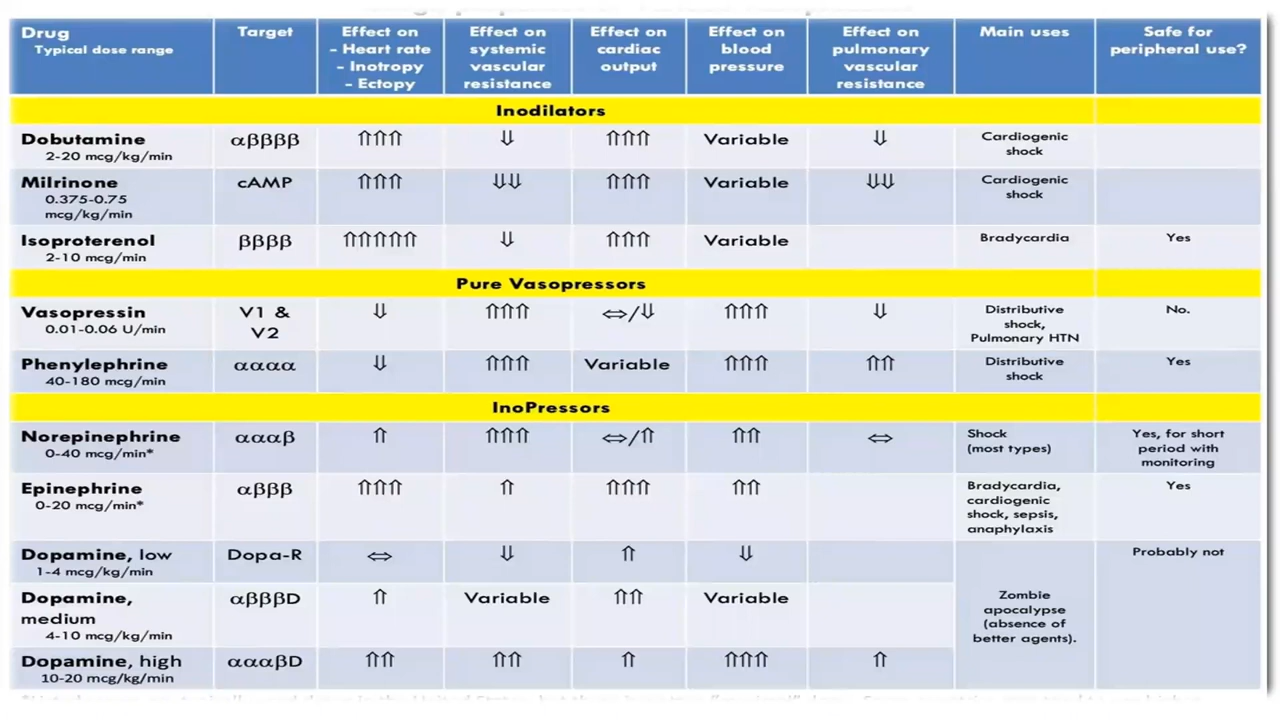 Drug
Typical dose range
Target
Effect on
- Heart rate
- Inotropy
- Ectopy
Effect on
systemic
vascular
resistance
Effect on
cardiac
output
Effect on
blood
pressure
Effect on
pulmonary
vascular
resistance
Main uses
Safe for
peripheral use?
Inodilators
Dobutamine
2-20 mcg/kg/min
αββββ
⇑⇑⇑
⇓
⇑⇑⇑
Variable
⇓
Cardiogenic
shock
Milrinone
0.375-0.75
mcg/kg/min
cAMP
⇑⇑⇑
⇓⇓
⇑⇑⇑
Variable
⇓⇓
Cardiogenic
shock
Isoproterenol
2-10 mcg/min
ββββ
⇑⇑⇑⇑⇑
⇓
⇑⇑⇑
Variable
Bradycardia
Yes
Pure Vasopressors
Vasopressin
0.01-0.06 U/min
V1 &
V2
⇓
⇑⇑⇑
⇔/⇓
⇑⇑⇑
⇓
Distributive
shock,
Pulmonary HTN
No.
Phenylephrine
40-180 mcg/min
αααα
⇓
⇑⇑⇑
Variable
⇑⇑⇑
⇑⇑
Distributive
shock
Yes
InoPressors
Norepinephrine
0-40 mcg/min*
αααβ
⇑
⇑⇑⇑
⇔/⇑
⇑⇑
⇔
Shock
(most types)
Yes, for short
period with
monitoring
Epinephrine
0-20 mcg/min*
αβββ
⇑⇑⇑
⇑
⇑⇑⇑
⇑⇑
Bradycardia,
cardiogenic
shock, sepsis,
anaphylaxis
Yes
Dopamine, low
1-4 mcg/kg/min
Dopa-R
⇔
⇓
⇑
⇓
Probably not
Dopamine,
medium
4-10 mcg/kg/min
αβββD
⇑
Variable
⇑⇑
Variable
Zombie
apocalypse
(absence of
better agents).
Dopamine, high
10-20 mcg/kg/min
αααβD
⇑⇑
⇑⇑
⇑
⇑⇑⇑
⇑